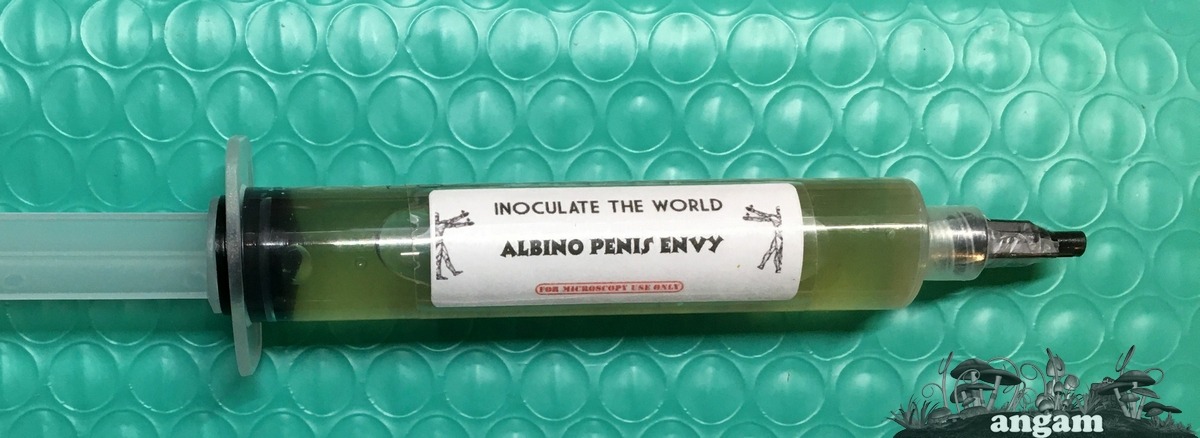 INOCULATE THE WORLD
ALBINO PENIS ENVY
FOR MICROSCOPY USE ONLY
angam